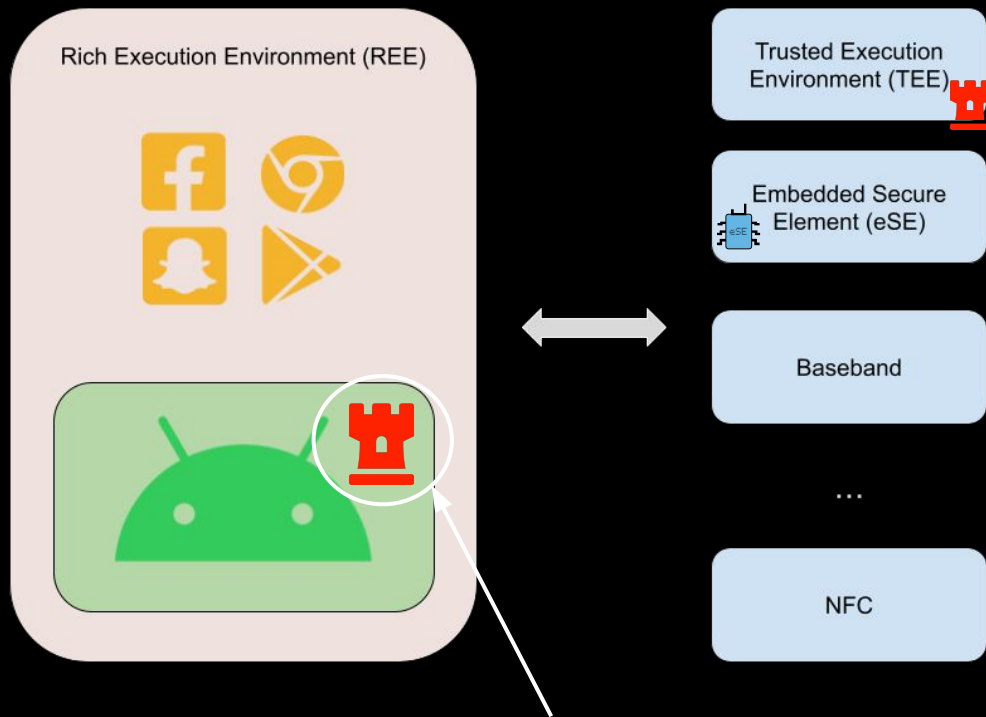 Rich Execution Environment (REE)
Trusted Execution
Environment (TEE)
Embedded Secure
Element (eSE)
eSE
Baseband
...
NFC